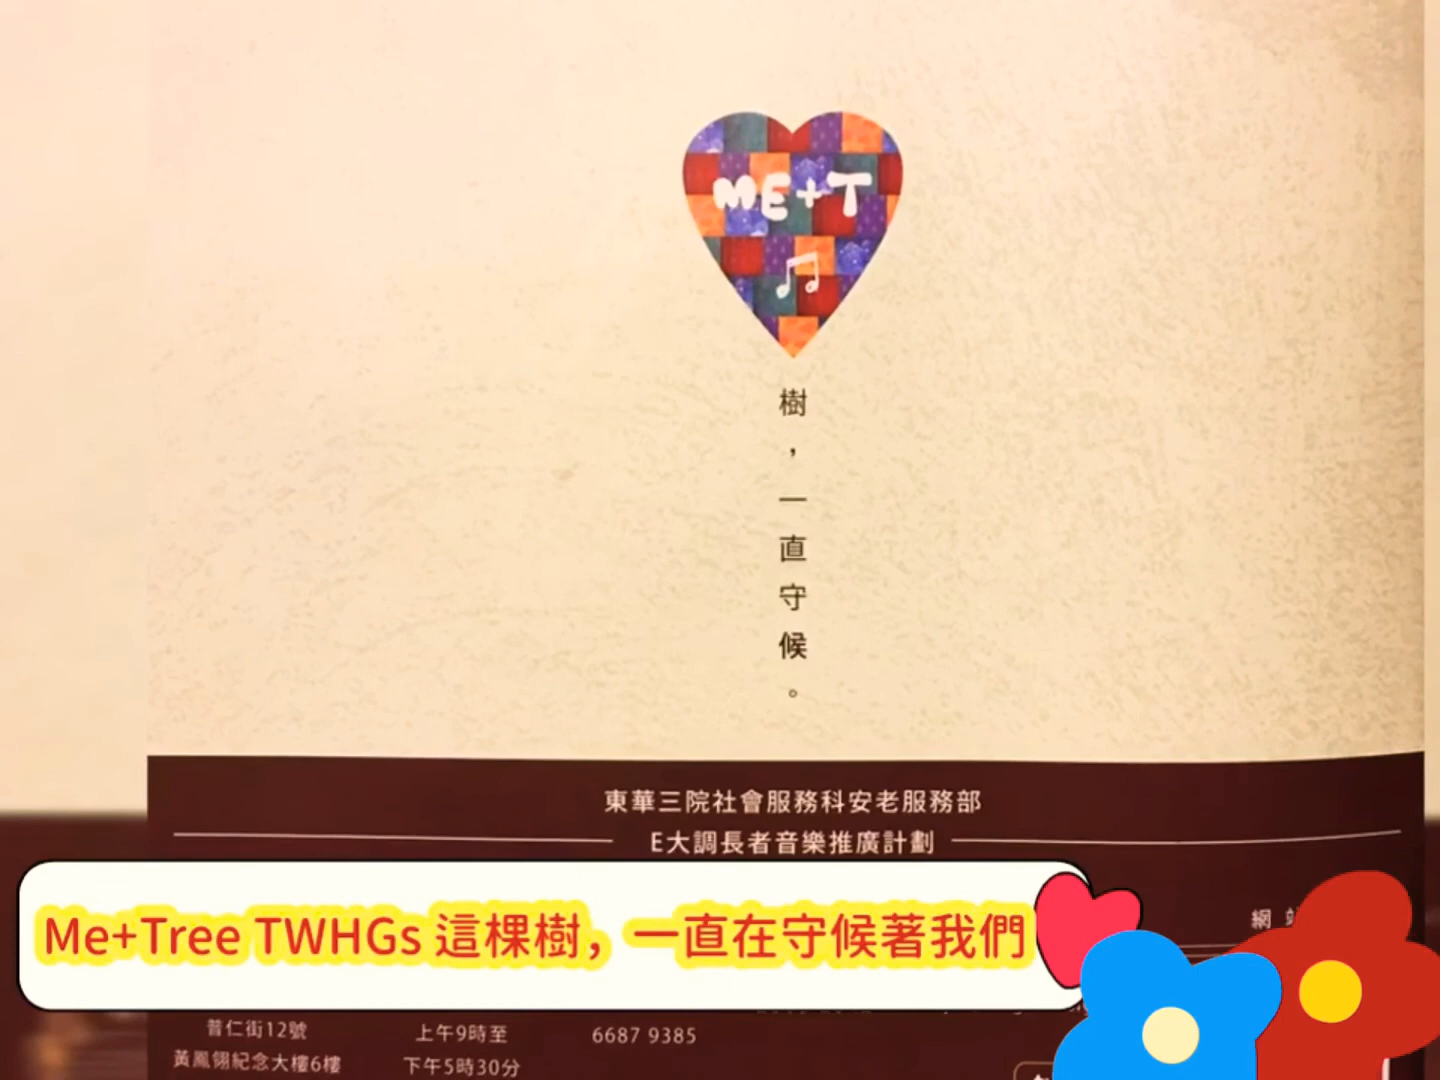 ME+T
樹，一直守候。
東華三院社會服務科安老服務部
E大調長者音樂推廣計劃
網
Me+Tree TWHGs 這棵樹，一直在守候著我們
普仁街12號
黃鳳翎紀念大樓6樓
上午9時至
下午5時30分
6687 9385